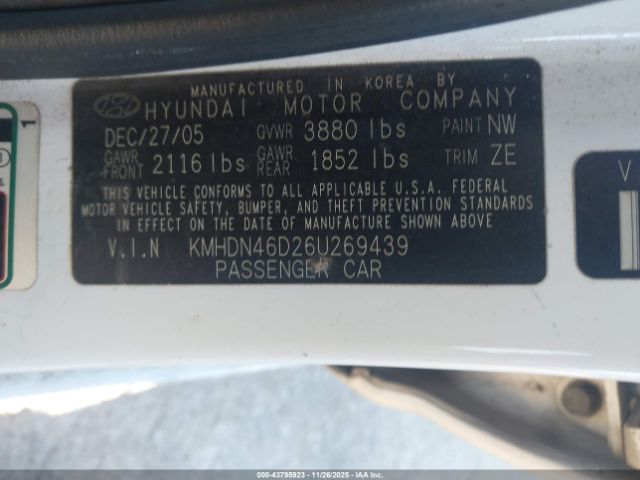 MANUFACTURED IN KOREA BY
HYUNDAI MOTOR COMPANY
DEC/27/05 GVWR 3880 lbs PAINT NW
GAWR FRONT 2116 lbs GAWR REAR 1852 lbs TRIM ZE
THIS VEHICLE CONFORMS TO ALL APPLICABLE U.S.A. FEDERAL
MOTOR VEHICLE SAFETY, BUMPER, AND THEFT PREVENTION STANDARDS
IN EFFECT ON THE DATE OF MANUFACTURE SHOWN ABOVE
V.I.N KMHDN46D26U269439
PASSENGER CAR
1
V
000-43795923 - 11/26/2025 - IAAI.COM